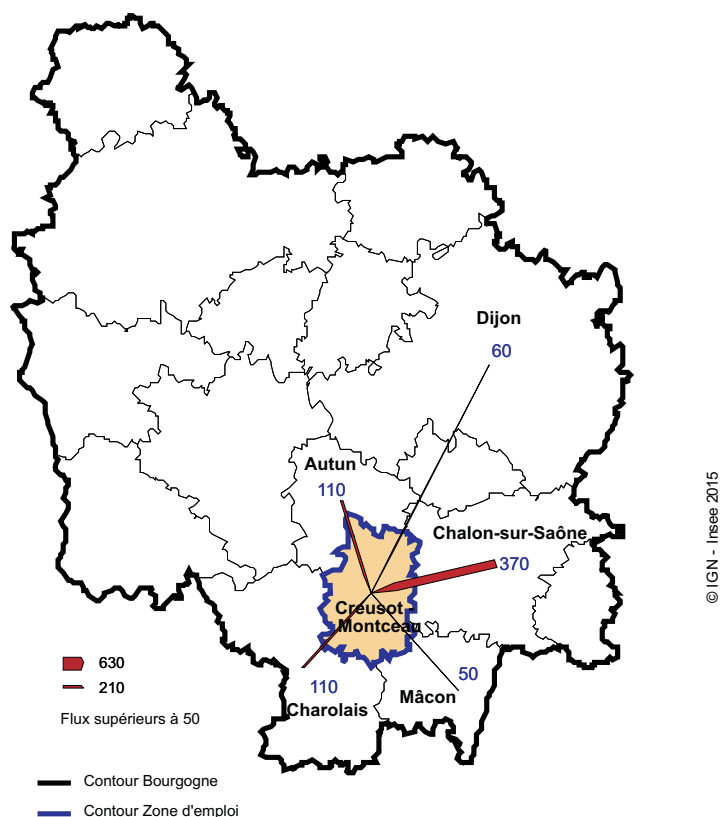 Dijon
60
Autun
110
Chalon-sur-Saône
370
Creusot -
Montceau
110
Charolais
50
Mâcon
630
210
Flux supérieurs à 50
Contour Bourgogne
Contour Zone d'emploi
© IGN - Insee 2015